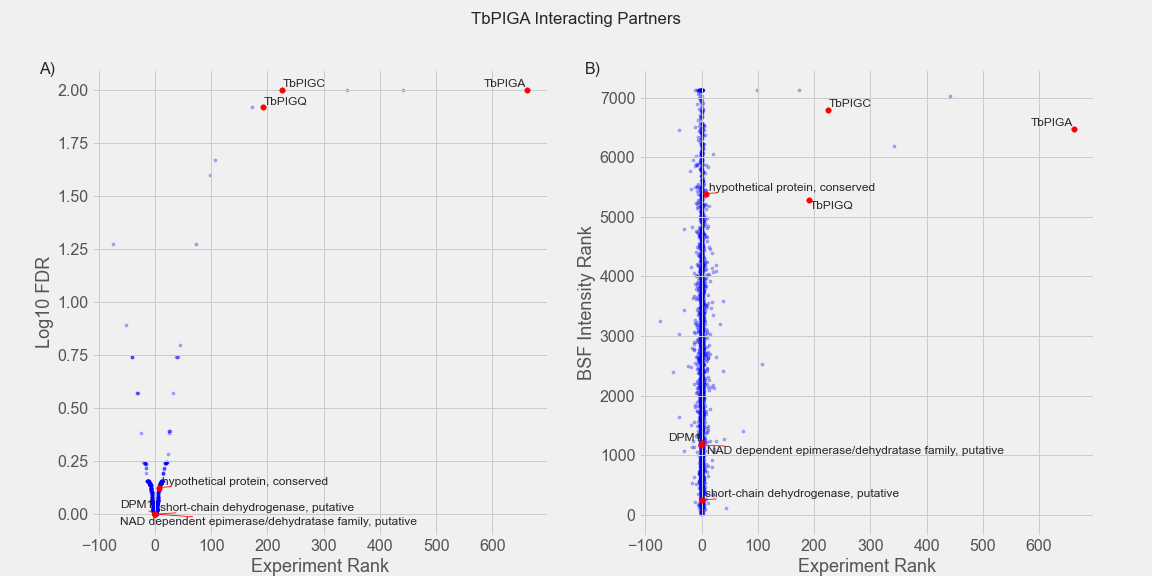 TbPIGA Interacting Partners
A)
TbPIGC
TbPIGA
TbPIGQ
hypothetical protein, conserved
DPM1
short-chain dehydrogenase, putative
NAD dependent epimerase/dehydratase family, putative
2.00
1.75
1.50
1.25
1.00
0.75
0.50
0.25
0.00
Log10 FDR
−100 0 100 200 300 400 500 600
Experiment Rank
B)
TbPIGC
TbPIGA
hypothetical protein, conserved
TbPIGQ
DPM1
NAD dependent epimerase/dehydratase family, putative
short-chain dehydrogenase, putative
7000
6000
5000
4000
3000
2000
1000
0
BSF Intensity Rank
−100 0 100 200 300 400 500 600
Experiment Rank